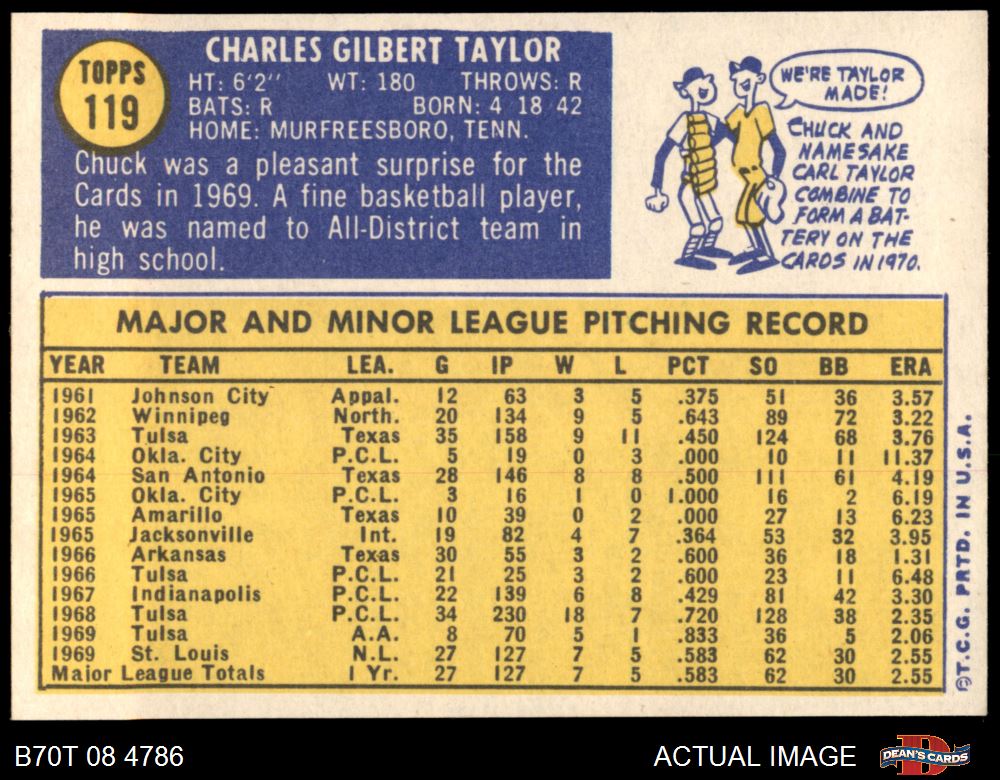 TOPPS
119
CHARLES GILBERT TAYLOR
HT: 6'2'' WT: 180 THROWS: R
BATS: R BORN: 4 18 42
HOME: MURFREESBORO, TENN.
Chuck was a pleasant surprise for the
Cards in 1969. A fine basketball player,
he was named to All-District team in
high school.
WE'RE TAYLOR
MADE!
CHUCK AND
NAMESAKE
CARL TAYLOR
COMBINE TO
FORM A BAT-
TERY ON THE
CARDS IN 1970.
MAJOR AND MINOR LEAGUE PITCHING RECORD
YEAR TEAM LEA. G IP W L PCT SO BB ERA
1961 Johnson City Appal. 12 63 3 5 .375 51 36 3.57
1962 Winnipeg North. 20 134 9 5 .643 89 72 3.22
1963 Tulsa Texas 35 158 9 11 .450 124 68 3.76
1964 Okla. City P.C.L. 5 19 0 3 .000 10 11 11.37
1964 San Antonio Texas 28 146 8 8 .500 111 61 4.19
1965 Okla. City P.C.L. 3 16 1 0 1.000 16 2 6.19
1965 Amarillo Texas 10 39 0 2 .000 27 13 6.23
1965 Jacksonville Int. 19 82 4 7 .364 53 32 3.95
1966 Arkansas Texas 30 55 3 2 .600 36 18 1.31
1966 Tulsa P.C.L. 21 25 3 2 .600 23 11 6.48
1967 Indianapolis P.C.L. 22 139 6 8 .429 81 42 3.30
1968 Tulsa P.C.L. 34 230 18 7 .720 128 38 2.35
1969 Tulsa A.A. 8 70 5 1 .833 36 5 2.06
1969 St. Louis N.L. 27 127 7 5 .583 62 30 2.55
Major League Totals 1 Yr. 27 127 7 5 .583 62 30 2.55
©T.C.G. PRTD. IN U.S.A.
B70T 08 4786
ACTUAL IMAGE
DEAN'S CARDS